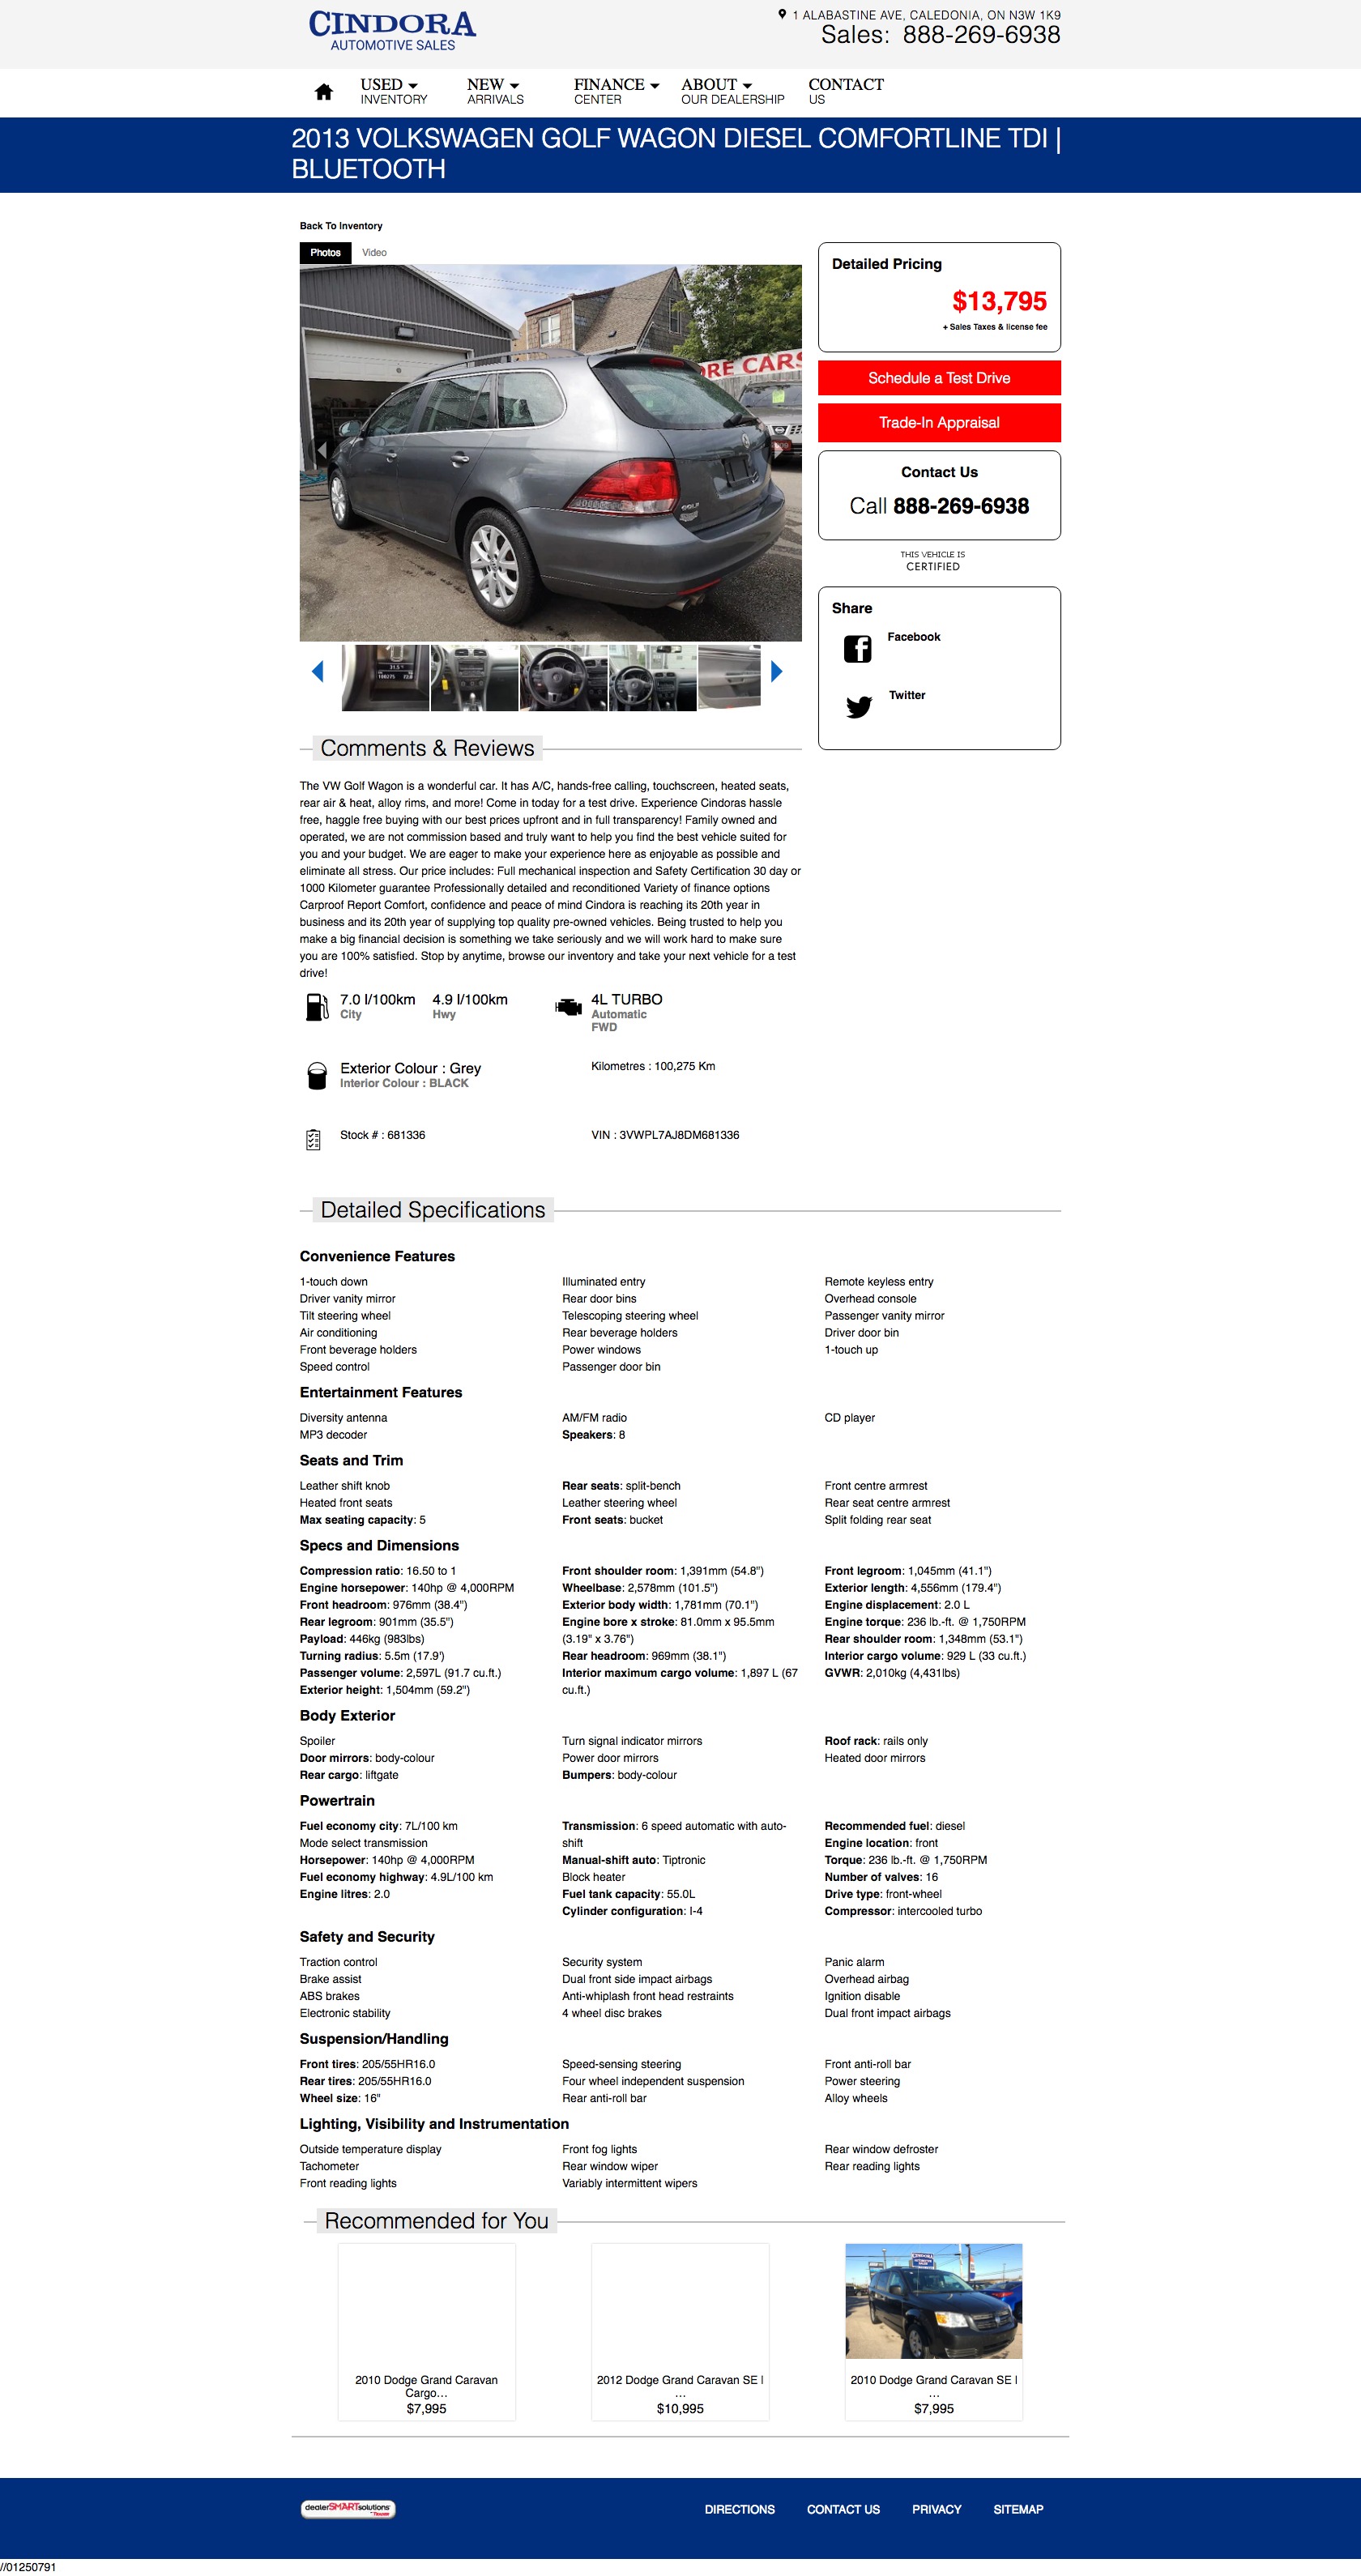 CINDORA
AUTOMOTIVE SALES
1 ALABASTINE AVE, CALEDONIA, ON N3W 1K9
Sales: 888-269-6938
USED
INVENTORY
NEW
ARRIVALS
FINANCE
CENTER
ABOUT
OUR DEALERSHIP
CONTACT
US
2013 VOLKSWAGEN GOLF WAGON DIESEL COMFORTLINE TDI |
BLUETOOTH
Back To Inventory
Photos
Video
ORE CARS
GOLF
Detailed Pricing
$13,795
+ Sales Taxes & license fee
Schedule a Test Drive
Trade-In Appraisal
Contact Us
Call 888-269-6938
THIS VEHICLE IS
CERTIFIED
Share
Facebook
Twitter
Comments & Reviews
The VW Golf Wagon is a wonderful car. It has A/C, hands-free calling, touchscreen, heated seats,
rear air & heat, alloy rims, and more! Come in today for a test drive. Experience Cindoras hassle
free, haggle free buying with our best prices upfront and in full transparency! Family owned and
operated, we are not commission based and truly want to help you find the best vehicle suited for
you and your budget. We are eager to make your experience here as enjoyable as possible and
eliminate all stress. Our price includes: Full mechanical inspection and Safety Certification 30 day or
1000 Kilometer guarantee Professionally detailed and reconditioned Variety of finance options
Carproof Report Comfort, confidence and peace of mind Cindora is reaching its 20th year in
business and its 20th year of supplying top quality pre-owned vehicles. Being trusted to help you
make a big financial decision is something we take seriously and we will work hard to make sure
you are 100% satisfied. Stop by anytime, browse our inventory and take your next vehicle for a test
drive!
7.0 l/100km
City
4.9 l/100km
Hwy
4L TURBO
Automatic
FWD
Exterior Colour : Grey
Interior Colour : BLACK
Kilometres : 100,275 Km
Stock # : 681336
VIN : 3VWPL7AJ8DM681336
Detailed Specifications
Convenience Features
1-touch down
Illuminated entry
Remote keyless entry
Driver vanity mirror
Rear door bins
Overhead console
Tilt steering wheel
Telescoping steering wheel
Passenger vanity mirror
Air conditioning
Rear beverage holders
Driver door bin
Front beverage holders
Power windows
1-touch up
Speed control
Passenger door bin
Entertainment Features
Diversity antenna
AM/FM radio
CD player
MP3 decoder
Speakers: 8
Seats and Trim
Leather shift knob
Rear seats: split-bench
Front centre armrest
Heated front seats
Leather steering wheel
Rear seat centre armrest
Max seating capacity: 5
Front seats: bucket
Split folding rear seat
Specs and Dimensions
Compression ratio: 16.50 to 1
Engine horsepower: 140hp @ 4,000RPM
Front headroom: 976mm (38.4")
Rear legroom: 901mm (35.5")
Payload: 446kg (983lbs)
Turning radius: 5.5m (17.9')
Passenger volume: 2,597L (91.7 cu.ft.)
Exterior height: 1,504mm (59.2")
Front shoulder room: 1,391mm (54.8")
Wheelbase: 2,578mm (101.5")
Exterior body width: 1,781mm (70.1")
Engine bore x stroke: 81.0mm x 95.5mm
(3.19" x 3.76")
Rear headroom: 969mm (38.1")
Interior maximum cargo volume: 1,897 L (67
cu.ft.)
Front legroom: 1,045mm (41.1")
Exterior length: 4,556mm (179.4")
Engine displacement: 2.0 L
Engine torque: 236 lb.-ft. @ 1,750RPM
Rear shoulder room: 1,348mm (53.1")
Interior cargo volume: 929 L (33 cu.ft.)
GVWR: 2,010kg (4,431lbs)
Body Exterior
Spoiler
Turn signal indicator mirrors
Roof rack: rails only
Door mirrors: body-colour
Power door mirrors
Heated door mirrors
Rear cargo: liftgate
Bumpers: body-colour
Powertrain
Fuel economy city: 7L/100 km
Mode select transmission
Horsepower: 140hp @ 4,000RPM
Fuel economy highway: 4.9L/100 km
Engine litres: 2.0
Transmission: 6 speed automatic with auto-
shift
Manual-shift auto: Tiptronic
Block heater
Fuel tank capacity: 55.0L
Cylinder configuration: I-4
Recommended fuel: diesel
Engine location: front
Torque: 236 lb.-ft. @ 1,750RPM
Number of valves: 16
Drive type: front-wheel
Compressor: intercooled turbo
Safety and Security
Traction control
Security system
Panic alarm
Brake assist
Dual front side impact airbags
Overhead airbag
ABS brakes
Anti-whiplash front head restraints
Ignition disable
Electronic stability
4 wheel disc brakes
Dual front impact airbags
Suspension/Handling
Front tires: 205/55HR16.0
Speed-sensing steering
Front anti-roll bar
Rear tires: 205/55HR16.0
Four wheel independent suspension
Power steering
Wheel size: 16"
Rear anti-roll bar
Alloy wheels
Lighting, Visibility and Instrumentation
Outside temperature display
Front fog lights
Rear window defroster
Tachometer
Rear window wiper
Rear reading lights
Front reading lights
Variably intermittent wipers
Recommended for You
2010 Dodge Grand Caravan
Cargo...
$7,995
2012 Dodge Grand Caravan SE |
...
$10,995
CINDORA
2010 Dodge Grand Caravan SE |
...
$7,995
dealerSMARTsolutions
DIRECTIONS
CONTACT US
PRIVACY
SITEMAP
//01250791